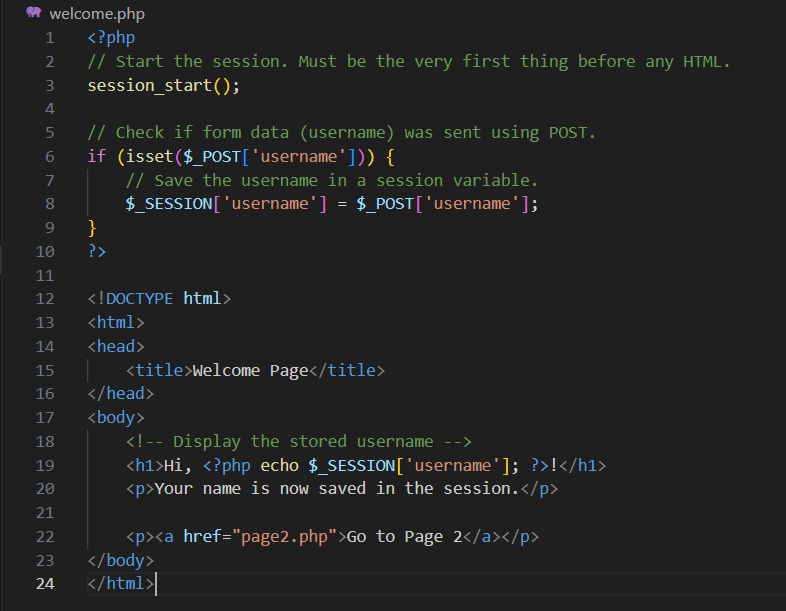 welcome.php
1 <?php
2 // Start the session. Must be the very first thing before any HTML.
3 session_start();
4
5 // Check if form data (username) was sent using POST.
6 if (isset($_POST['username'])) {
7     // Save the username in a session variable.
8     $_SESSION['username'] = $_POST['username'];
9 }
10 ?>
11
12 <!DOCTYPE html>
13 <html>
14 <head>
15     <title>Welcome Page</title>
16 </head>
17 <body>
18     <!-- Display the stored username -->
19     <h1>Hi, <?php echo $_SESSION['username']; ?>!</h1>
20     <p>Your name is now saved in the session.</p>
21
22     <p><a href="page2.php">Go to Page 2</a></p>
23 </body>
24 </html>